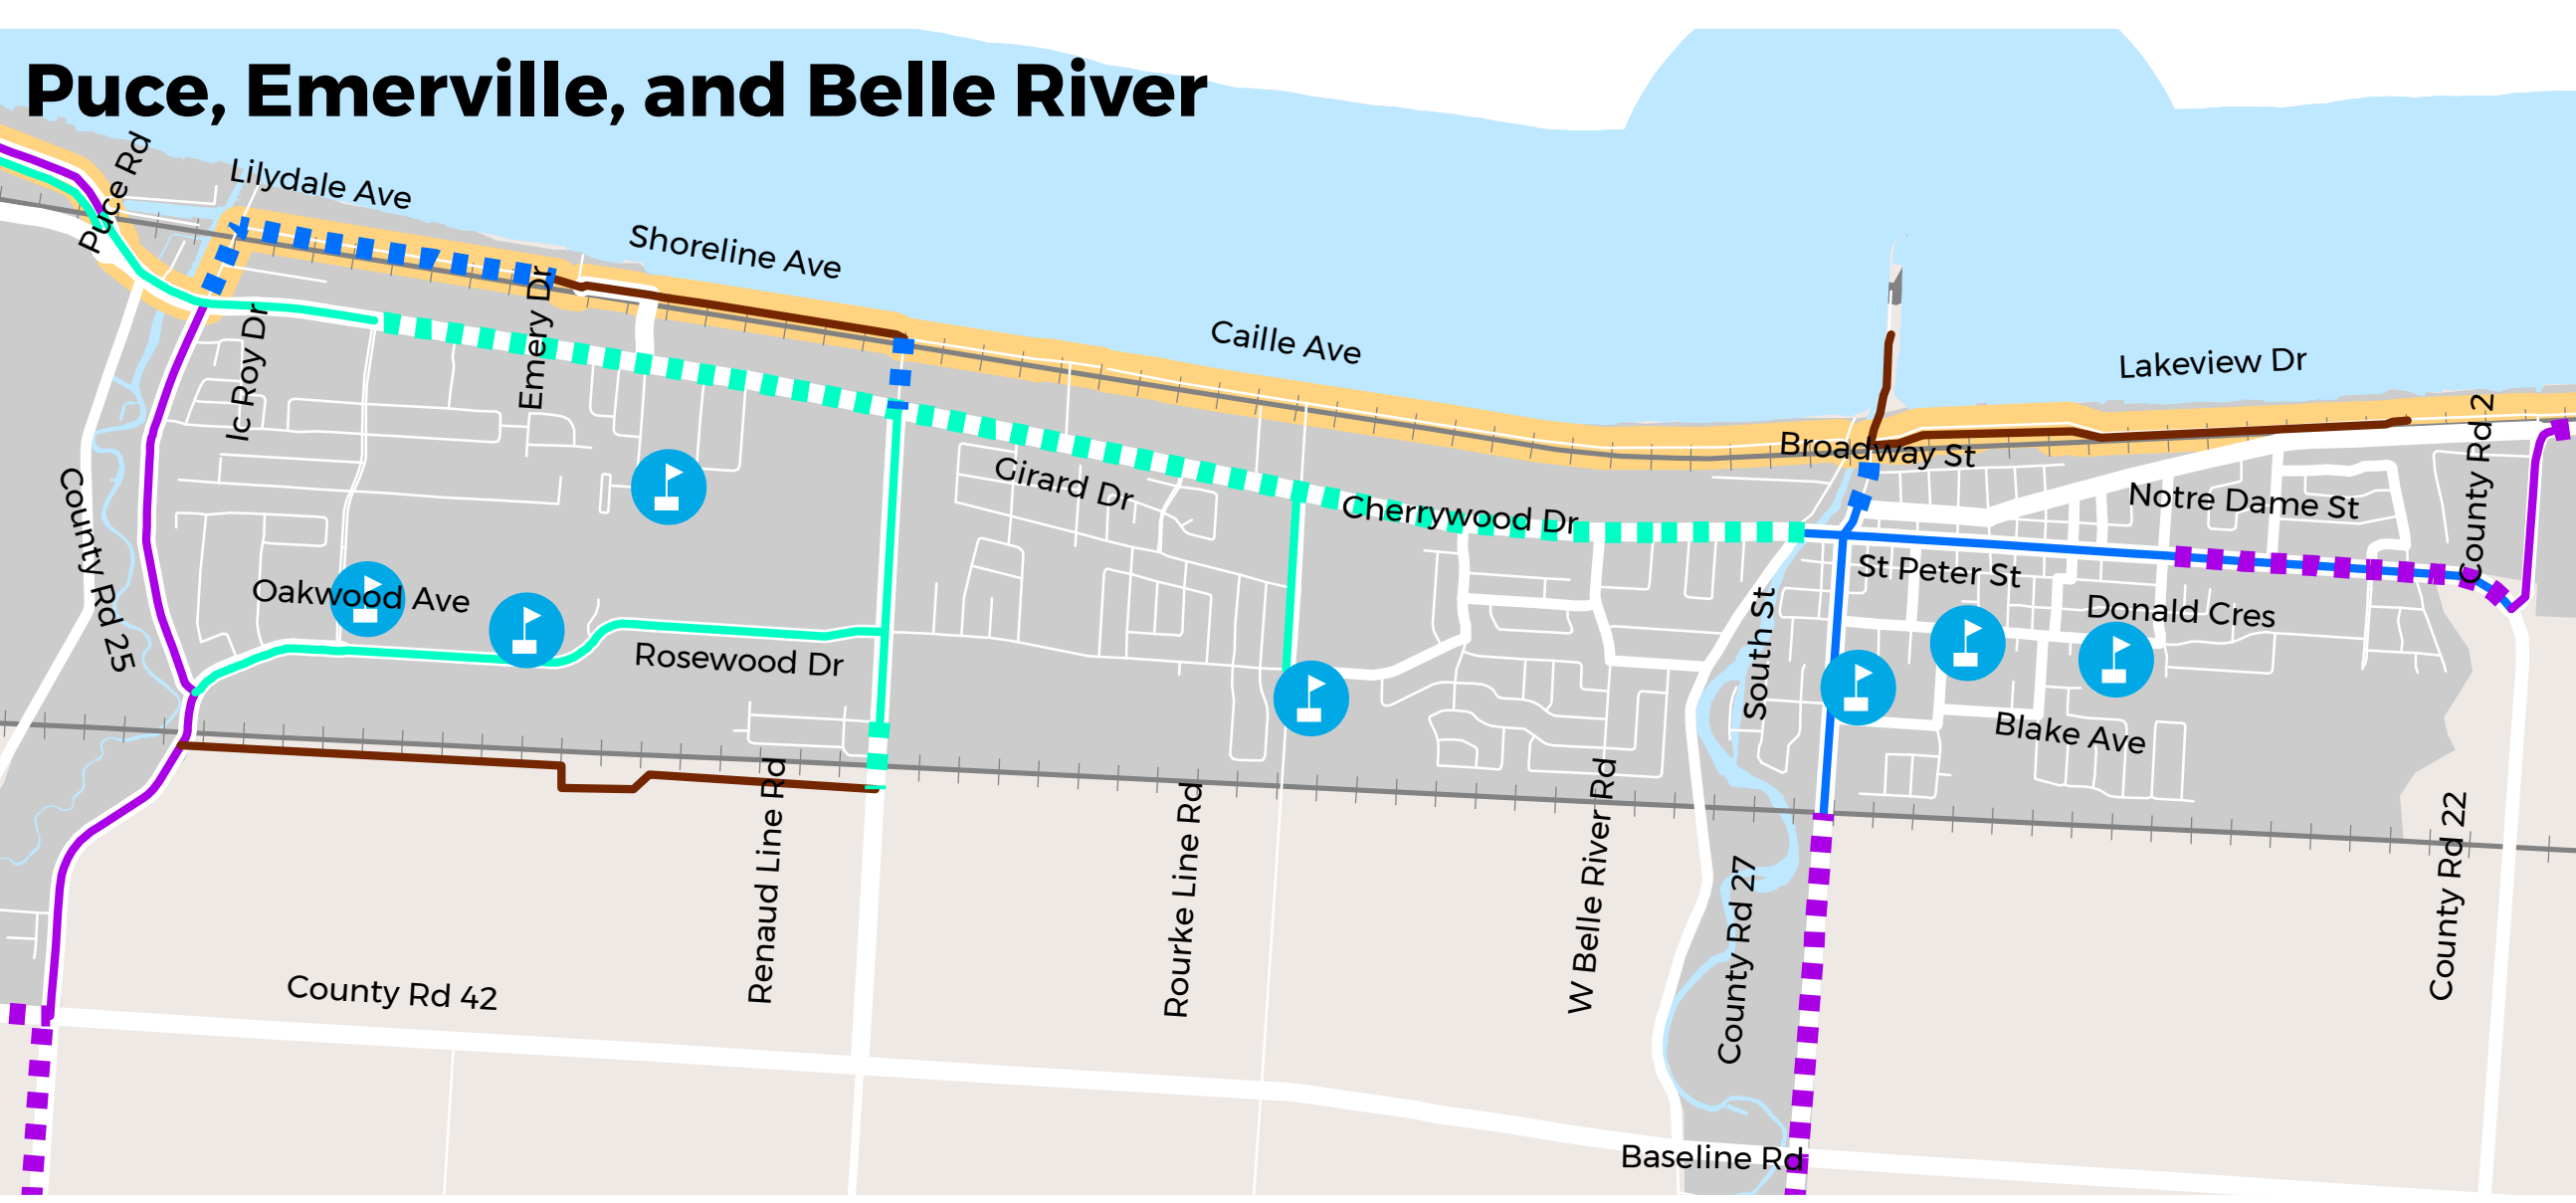 Puce, Emerville, and Belle River
Puce Rd
Lilydale Ave
Shoreline Ave
Caille Ave
Lakeview Dr
Ic Roy Dr
Emery Dr
Broadway St
County Rd 2
Girard Dr
Cherrywood Dr
Notre Dame St
County Rd 25
Oakwood Ave
Rosewood Dr
South St
St Peter St
Donald Cres
Blake Ave
Renaud Line Rd
Rourke Line Rd
W Belle River Rd
County Rd 27
County Rd 22
County Rd 42
Baseline Rd